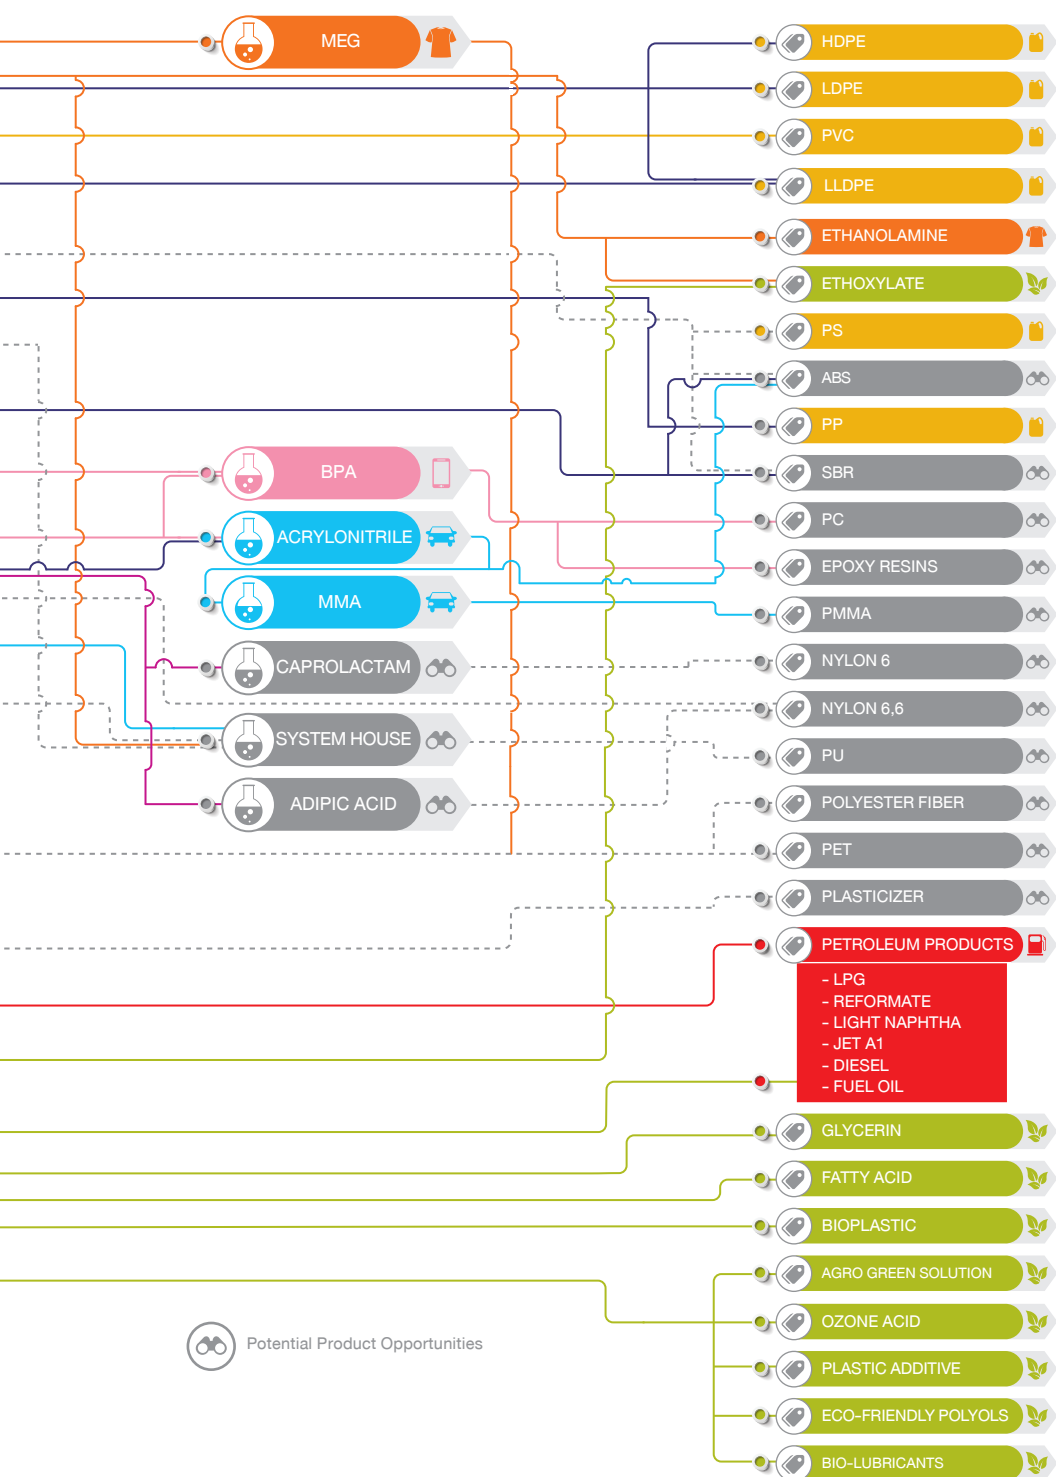 MEG
BPA
ACRYLONITRILE
MMA
CAPROLACTAM
SYSTEM HOUSE
ADIPIC ACID
HDPE
LDPE
PVC
LLDPE
ETHANOLAMINE
ETHOXYLATE
PS
ABS
PP
SBR
PC
EPOXY RESINS
PMMA
NYLON 6
NYLON 6,6
PU
POLYESTER FIBER
PET
PLASTICIZER
PETROLEUM PRODUCTS
- LPG
- REFORMATE
- LIGHT NAPHTHA
- JET A1
- DIESEL
- FUEL OIL
GLYCERIN
FATTY ACID
BIOPLASTIC
AGRO GREEN SOLUTION
OZONE ACID
PLASTIC ADDITIVE
ECO-FRIENDLY POLYOLS
BIO-LUBRICANTS
Potential Product Opportunities